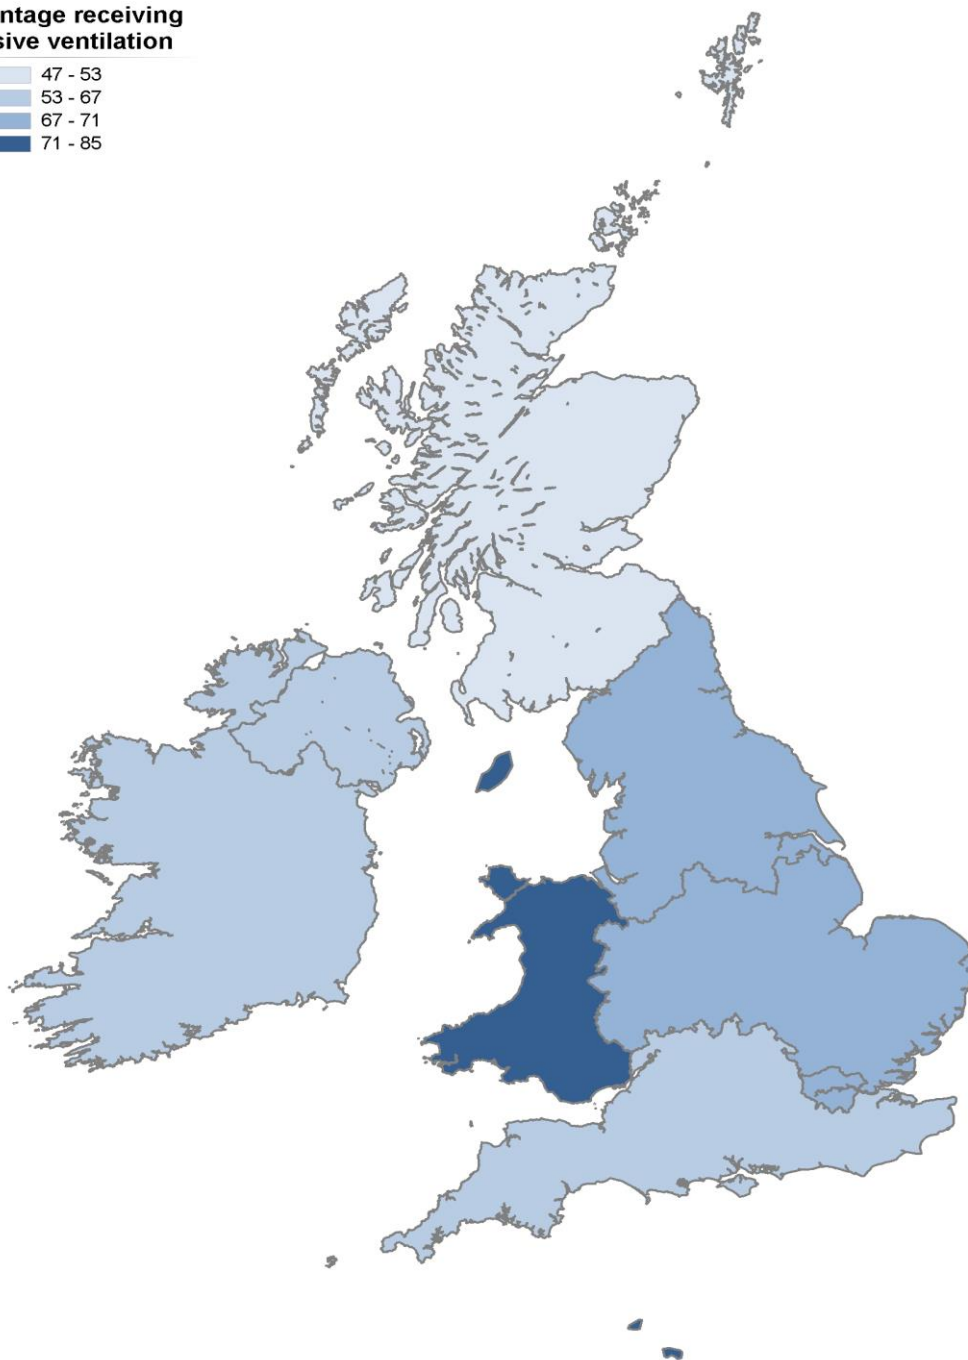 ntage receiving
sive ventilation
47 - 53
53 - 67
67 - 71
71 - 85